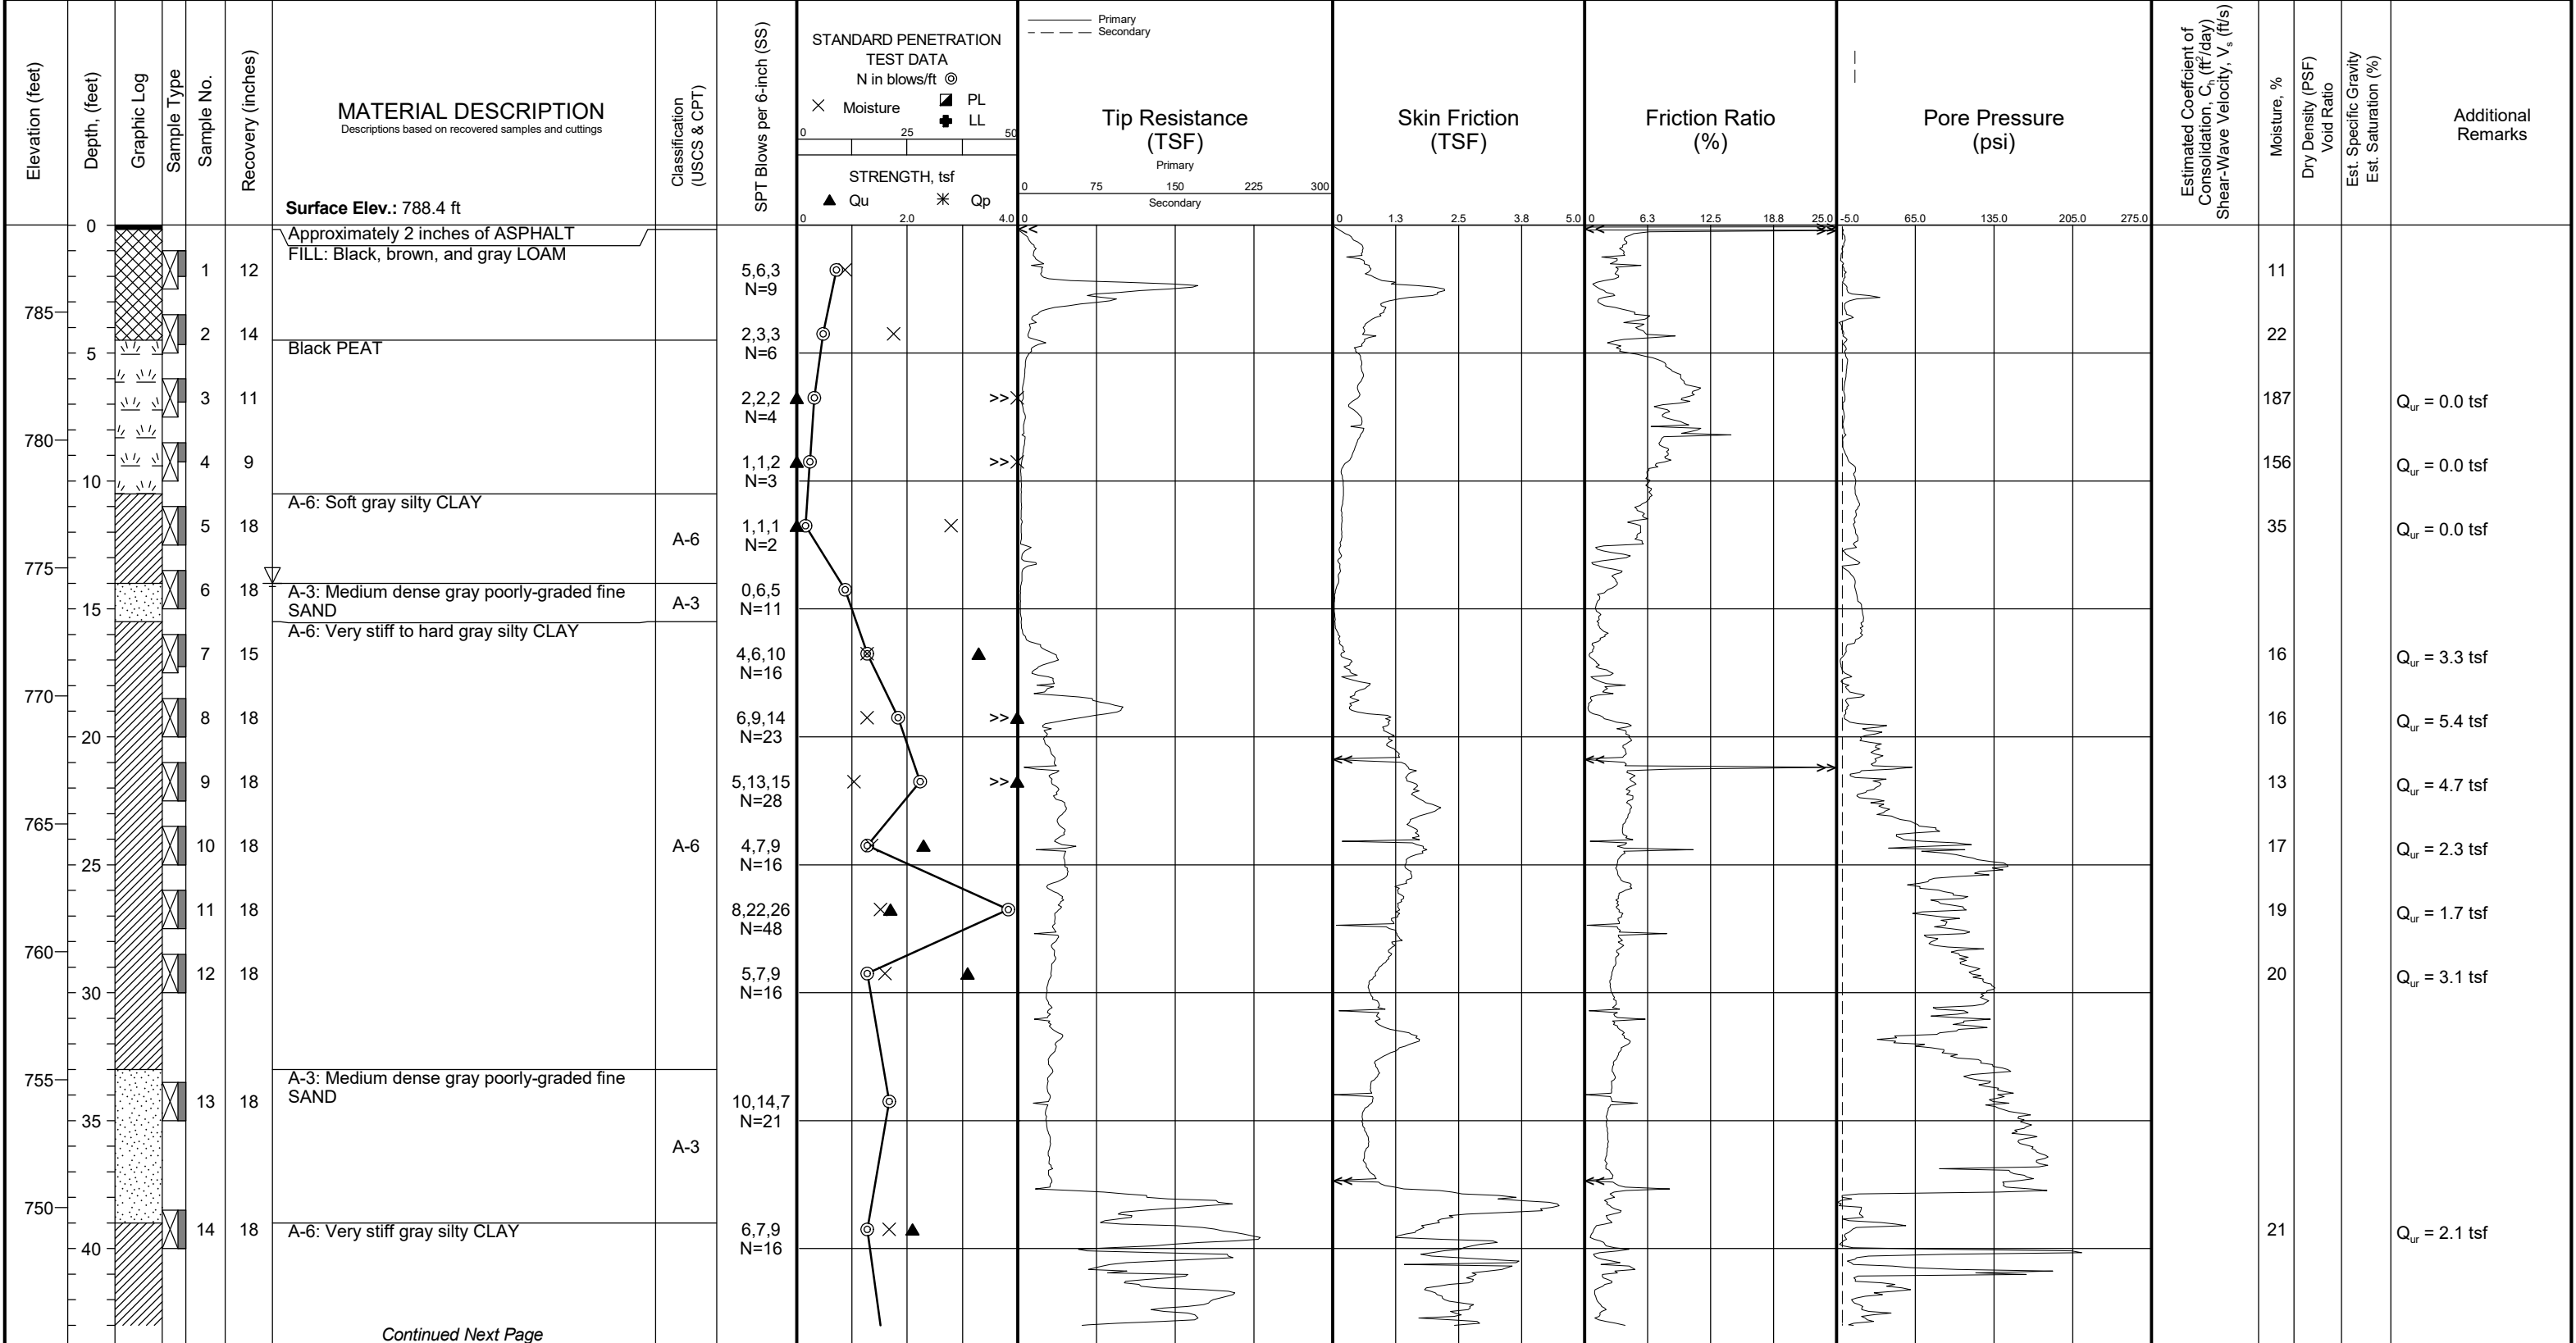 Elevation (feet)
Depth, (feet)
Graphic Log
Sample Type
Sample No.
Recovery (inches)
MATERIAL DESCRIPTION
Descriptions based on recovered samples and cuttings
Surface Elev.: 788.4 ft
Classification
(USCS & CPT)
SPT Blows per 6-inch (SS)
STANDARD PENETRATION
TEST DATA
N in blows/ft
Moisture
PL
LL
0 25 50
STRENGTH, tsf
Qu Qp
0 2.0 4.0
Primary
Secondary
Tip Resistance
(TSF)
Primary
0 75 150 225 300
Secondary
Skin Friction
(TSF)
0 1.3 2.5 3.8 5.0
Friction Ratio
(%)
0 6.3 12.5 18.8 25.0
Pore Pressure
(psi)
-5.0 65.0 135.0 205.0 275.0
Estimated Coeffcient of
Consolidation, Ch (ft²/day)
Shear-Wave Velocity, Vs (ft/s)
Moisture, %
Dry Density (PSF)
Void Ratio
Est. Specific Gravity
Est. Saturation (%)
Additional
Remarks
0
Approximately 2 inches of ASPHALT
FILL: Black, brown, and gray LOAM
1 12 5,6,3 11
N=9
785
2 14 2,3,3 22
Black PEAT
5 N=6
3 11 2,2,2 >> 187 Qur = 0.0 tsf
N=4
780
4 9 1,1,2 >> 156 Qur = 0.0 tsf
10 N=3
A-6: Soft gray silty CLAY
5 18 1,1,1 35 Qur = 0.0 tsf
A-6 N=2
775
6 18 A-3: Medium dense gray poorly-graded fine 0,6,5
SAND A-3
15 N=11
A-6: Very stiff to hard gray silty CLAY
7 15 4,6,10 16 Qur = 3.3 tsf
N=16
770
8 18 6,9,14 >> 16 Qur = 5.4 tsf
20 N=23
9 18 5,13,15 >> 13 Qur = 4.7 tsf
N=28
765
10 18 A-6 4,7,9 17 Qur = 2.3 tsf
25 N=16
11 18 8,22,26 19 Qur = 1.7 tsf
N=48
760
12 18 5,7,9 20 Qur = 3.1 tsf
30 N=16
755 A-3: Medium dense gray poorly-graded fine
SAND
13 18 10,14,7
35 N=21
A-3
750
14 18 A-6: Very stiff gray silty CLAY 6,7,9 21 Qur = 2.1 tsf
40 N=16
Continued Next Page